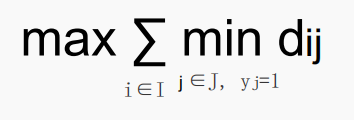 max ∑ min dij
i∈I j∈J, yj=1